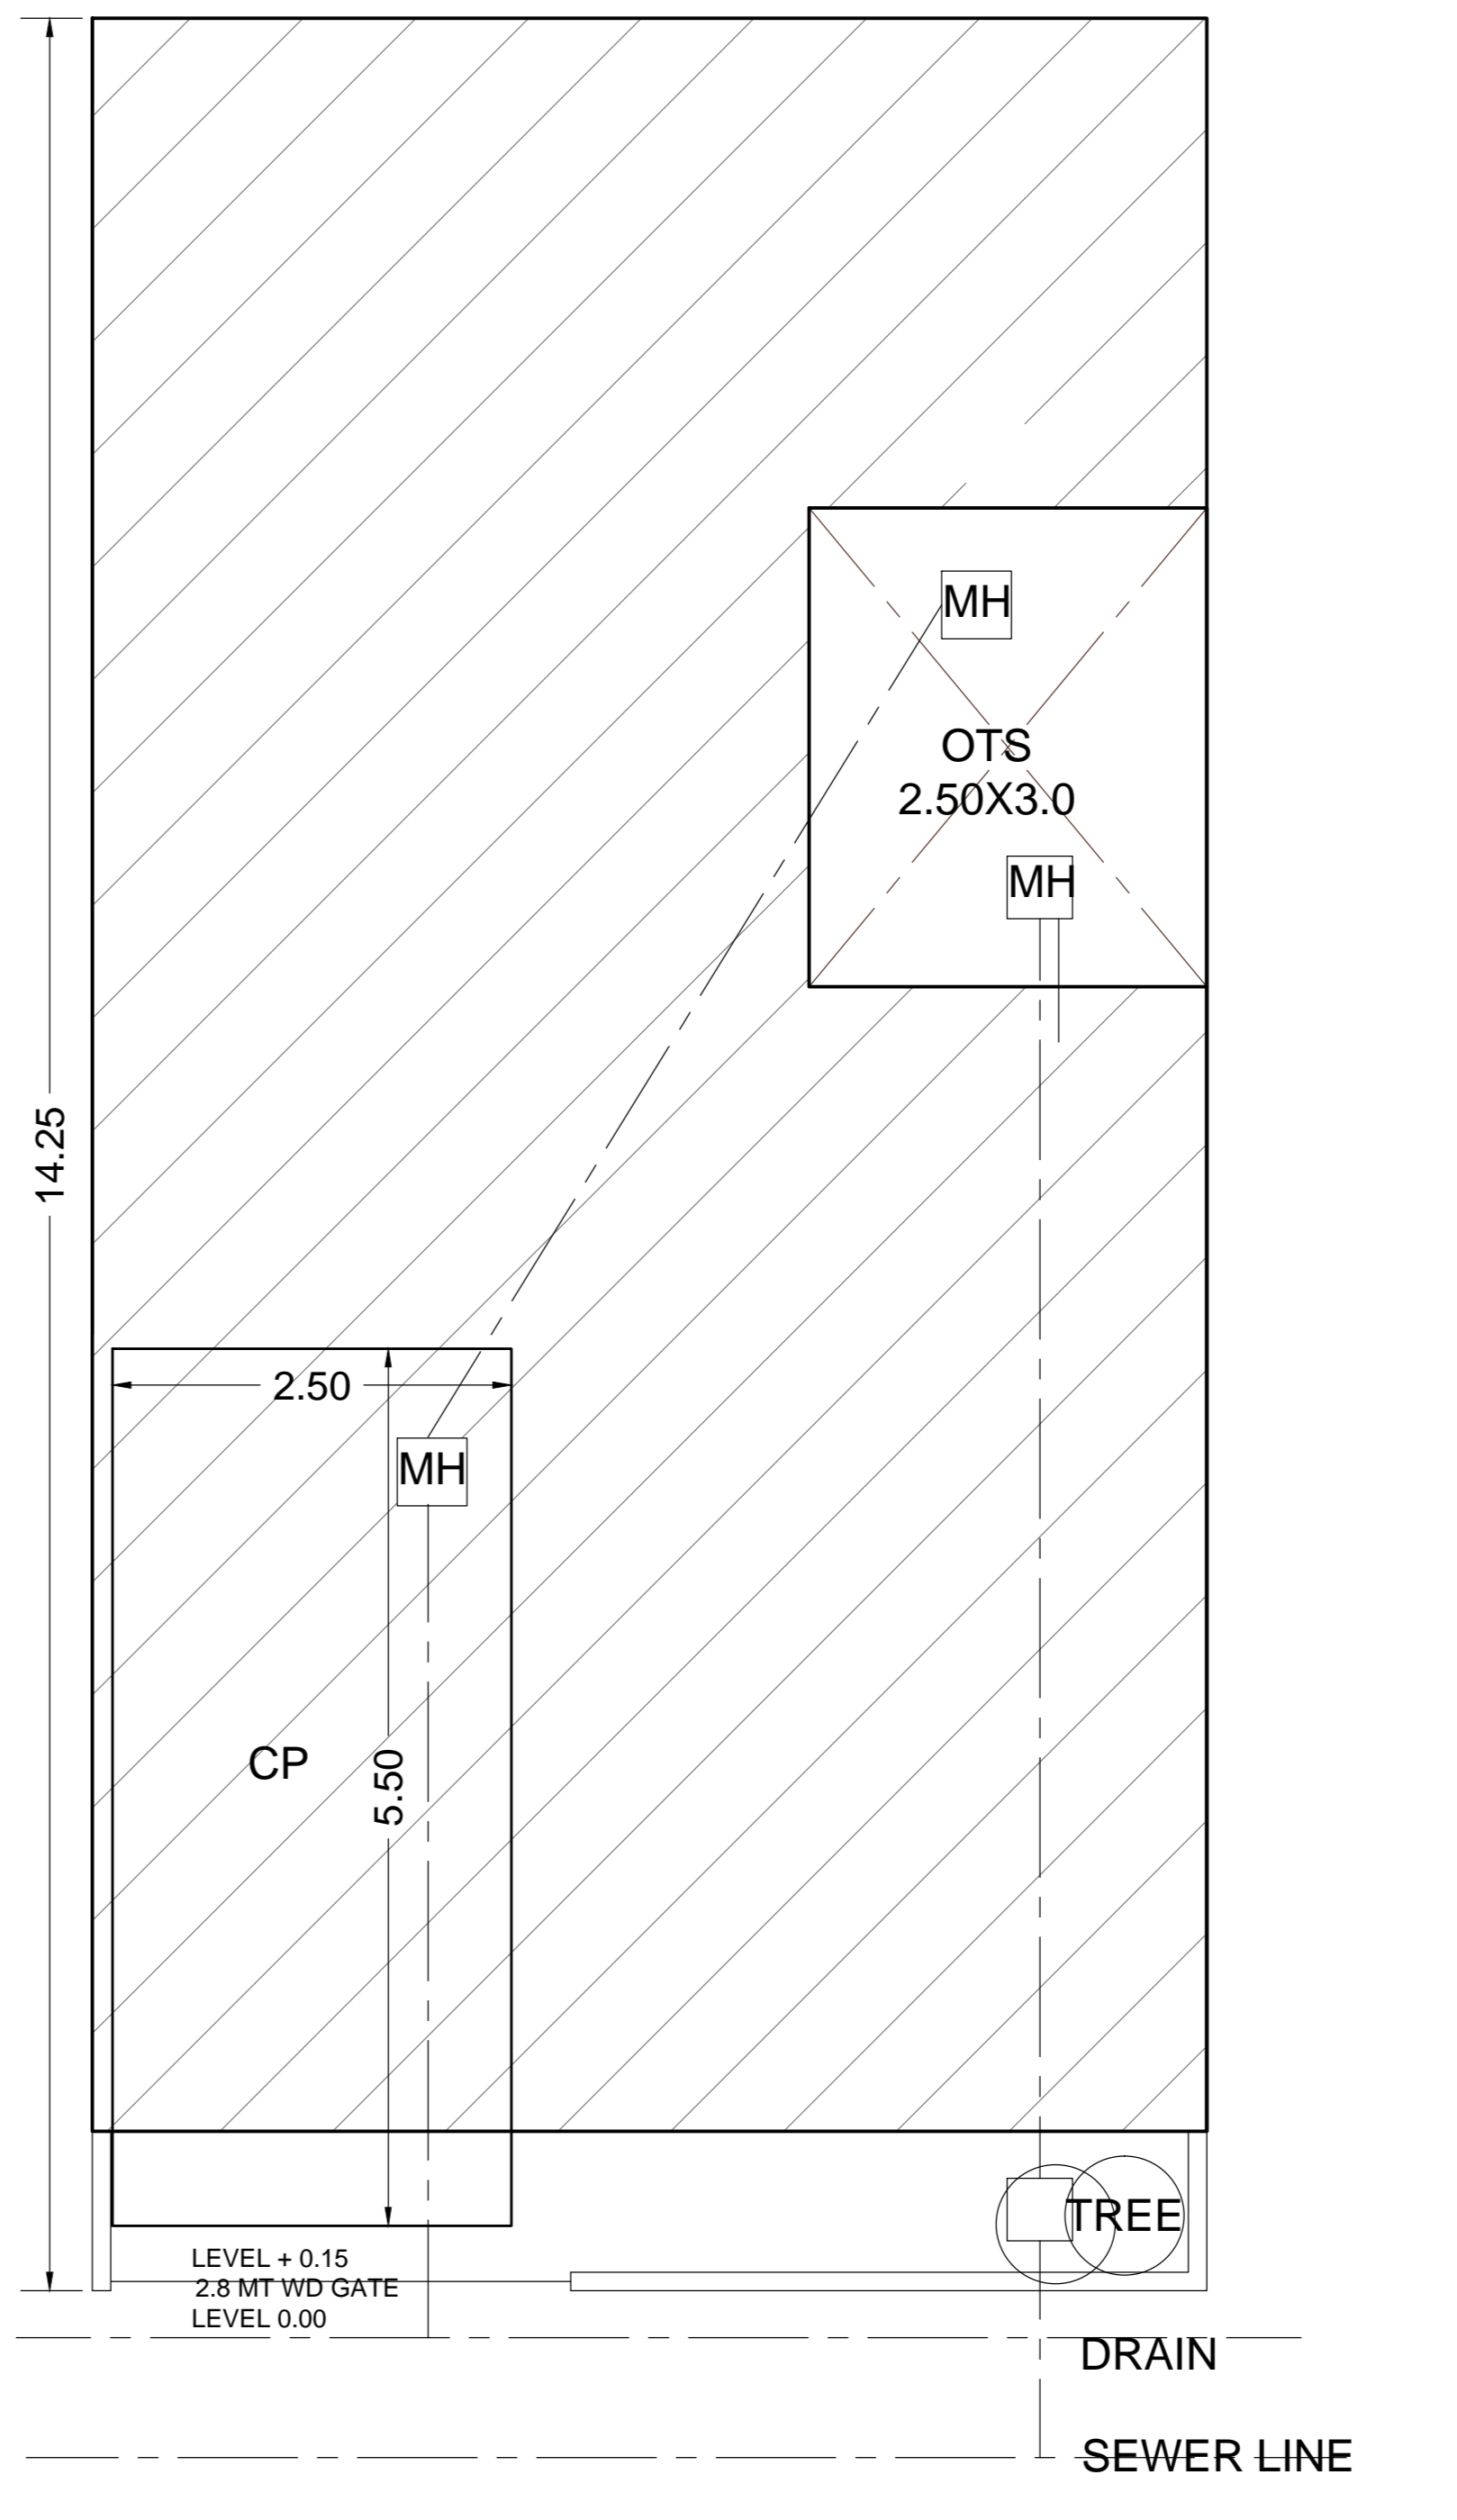 MH
OTS
2.50X3.0
MH
14.25
2.50
MH
CP
5.50
TREE
LEVEL + 0.15
2.8 MT WD GATE
LEVEL 0.00
DRAIN
SEWER LINE